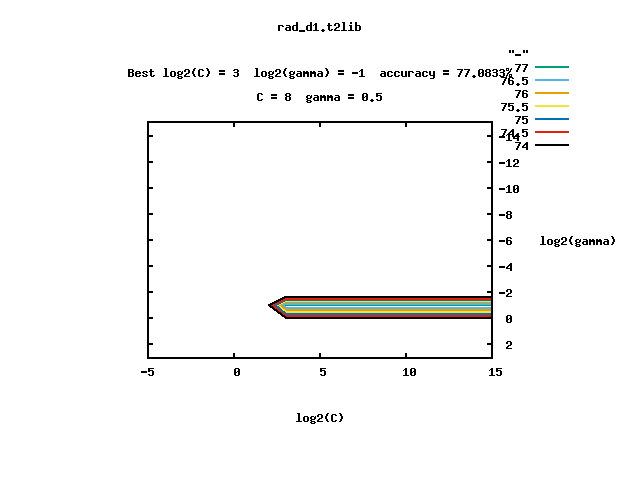 rad_d1.t2lib
"_"
Best log2(C) = 3  log2(gamma) = -1  accuracy = 77.0833%
77
76.5
C = 8  gamma = 0.5
76
75.5
75
74.5
74
-14
-12
-10
-8
-6
log2(gamma)
-4
-2
0
2
-5 0 5 10 15
log2(C)